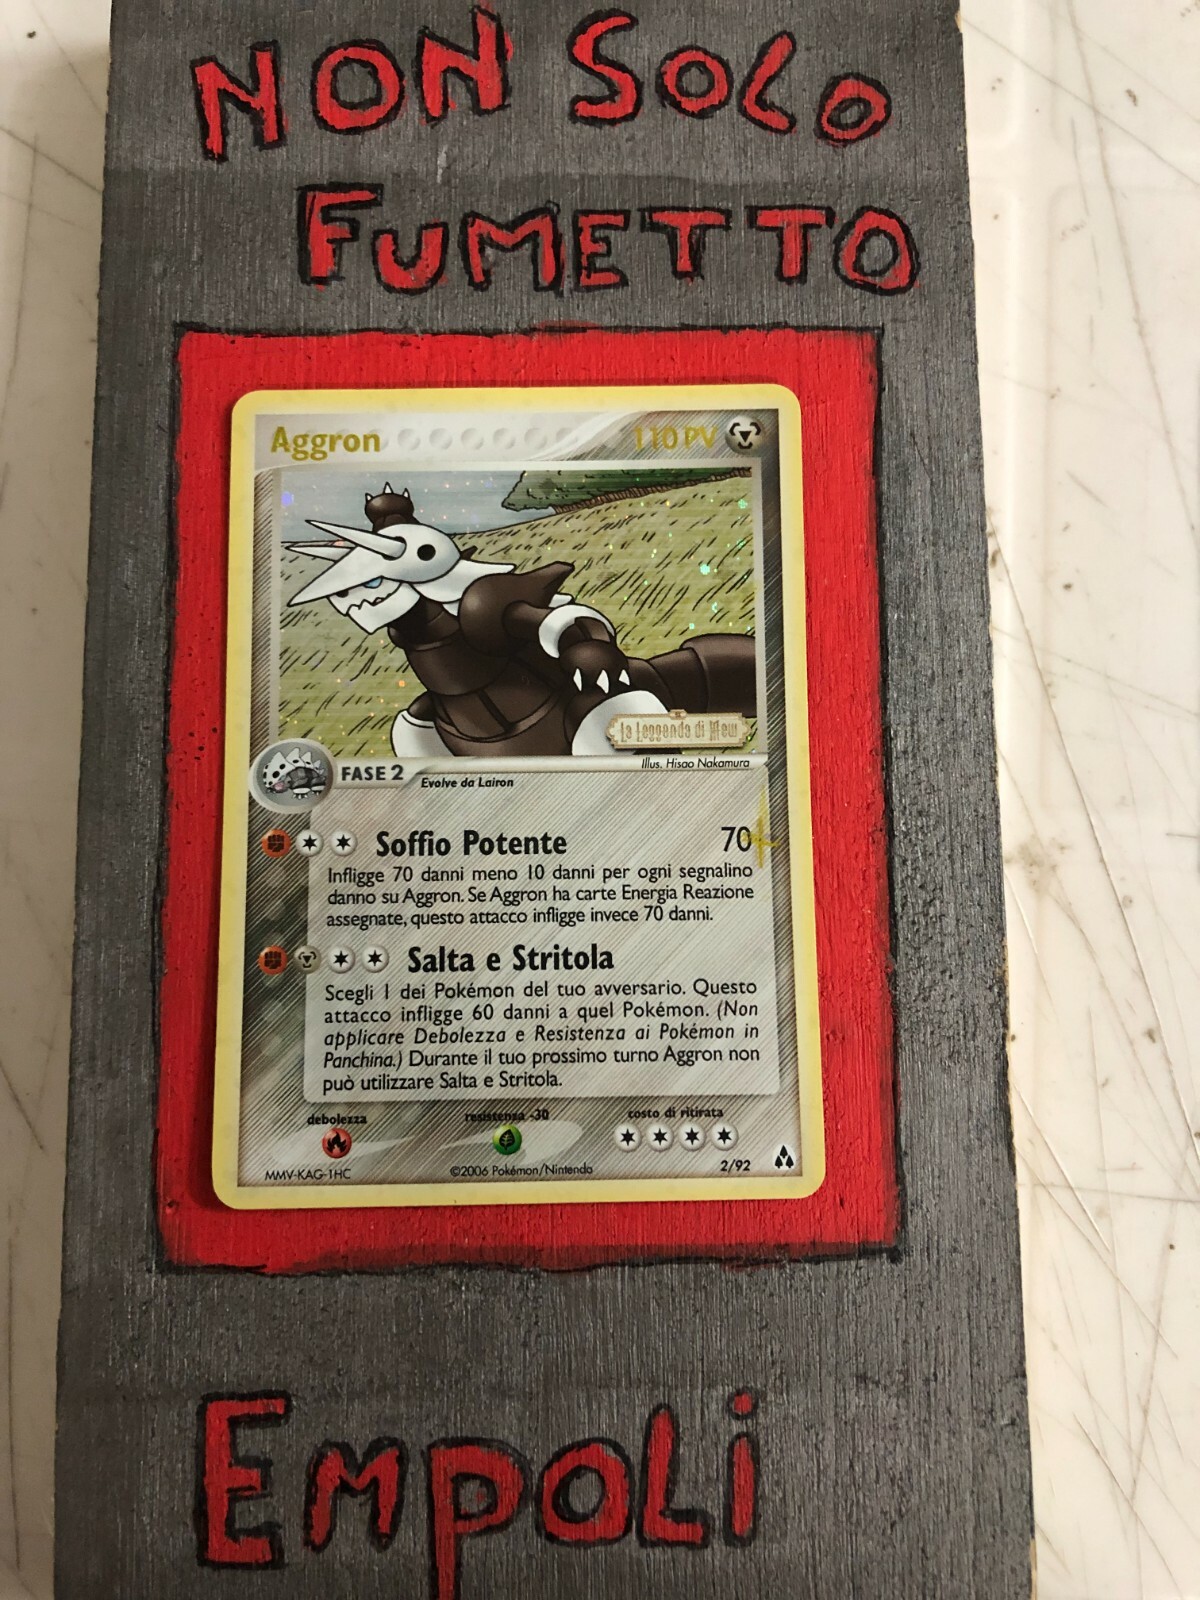 NON SOLO
FUMETTO
Aggron 110 PV
La Leggenda di Mew
Illus. Hisao Nakamura
FASE 2
Evolve da Lairon
Soffio Potente 70
Infligge 70 danni meno 10 danni per ogni segnalino
danno su Aggron. Se Aggron ha carte Energia Reazione
assegnate, questo attacco infligge invece 70 danni.
Salta e Stritola
Scegli 1 dei Pokémon del tuo avversario. Questo
attacco infligge 60 danni a quel Pokémon. (Non
applicare Debolezza e Resistenza ai Pokémon in
Panchina.) Durante il tuo prossimo turno Aggron non
può utilizzare Salta e Stritola.
debolezza resistenza -30 costo di ritirata
MMV-KAG-1HC ©2006 Pokémon/Nintendo 2/92
EmpoLi